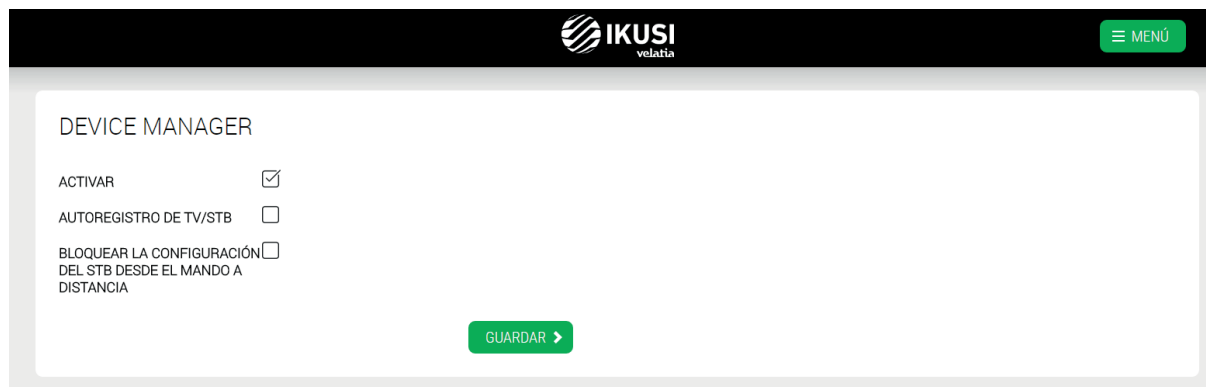 IKUSI
velatia
MENÚ
DEVICE MANAGER
ACTIVAR
AUTOREGISTRO DE TV/STB
BLOQUEAR LA CONFIGURACIÓN
DEL STB DESDE EL MANDO A
DISTANCIA
GUARDAR